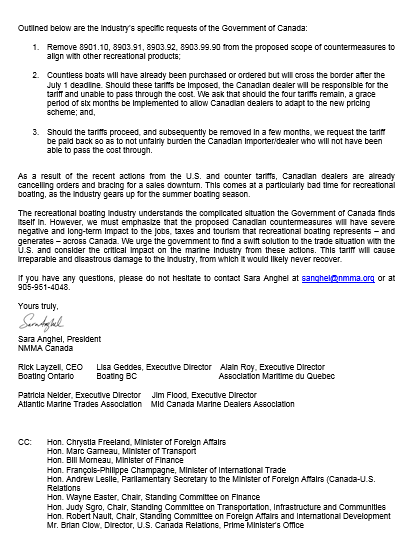 Outlined below are the industry's specific requests of the Government of Canada:
1. Remove 8901.10, 8903.91, 8903.92, 8903.99.90 from the proposed scope of countermeasures to
align with other recreational products;
2. Countless boats will have already been purchased or ordered but will cross the border after the
July 1 deadline. Should these tariffs be imposed, the Canadian dealer will be responsible for the
tariff and unable to pass through the cost. We ask that should the four tariffs remain, a grace
period of six months be implemented to allow Canadian dealers to adapt to the new pricing
scheme; and,
3. Should the tariffs proceed, and subsequently be removed in a few months, we request the tariff
be paid back so as to not unfairly burden the Canadian importer/dealer who will not have been
able to pass the cost through.
As a result of the recent actions from the U.S. and counter tariffs, Canadian dealers are already
cancelling orders and bracing for a sales downturn. This comes at a particularly bad time for recreational
boating, as the industry gears up for the summer boating season.
The recreational boating industry understands the complicated situation the Government of Canada finds
itself in. However, we must emphasize that the proposed Canadian countermeasures will have severe
negative and long-term impact to the jobs, taxes and tourism that recreational boating represents – and
generates – across Canada. We urge the government to find a swift solution to the trade situation with the
U.S. and consider the critical impact on the marine industry from these actions. This tariff will cause
irreparable and disastrous damage to the industry, from which it would likely never recover.
If you have any questions, please do not hesitate to contact Sara Anghel at sanghel@nmma.org or at
905-951-4048.
Yours truly,
Sara Anghel
Sara Anghel, President
NMMA Canada
Rick Layzell, CEO Lisa Geddes, Executive Director Alain Roy, Executive Director
Boating Ontario Boating BC Association Maritime du Quebec
Patricia Nelder, Executive Director Jim Flood, Executive Director
Atlantic Marine Trades Association Mid Canada Marine Dealers Association
CC: Hon. Chrystia Freeland, Minister of Foreign Affairs
Hon. Marc Garneau, Minister of Transport
Hon. Bill Morneau, Minister of Finance
Hon. François-Philippe Champagne, Minister of International Trade
Hon. Andrew Leslie, Parliamentary Secretary to the Minister of Foreign Affairs (Canada-U.S.
Relations
Hon. Wayne Easter, Chair, Standing Committee on Finance
Hon. Judy Sgro, Chair, Standing Committee on Transportation, Infrastructure and Communities
Hon. Robert Nault, Chair, Standing Committee on Foreign Affairs and International Development
Mr. Brian Clow, Director, U.S. Canada Relations, Prime Minister's Office